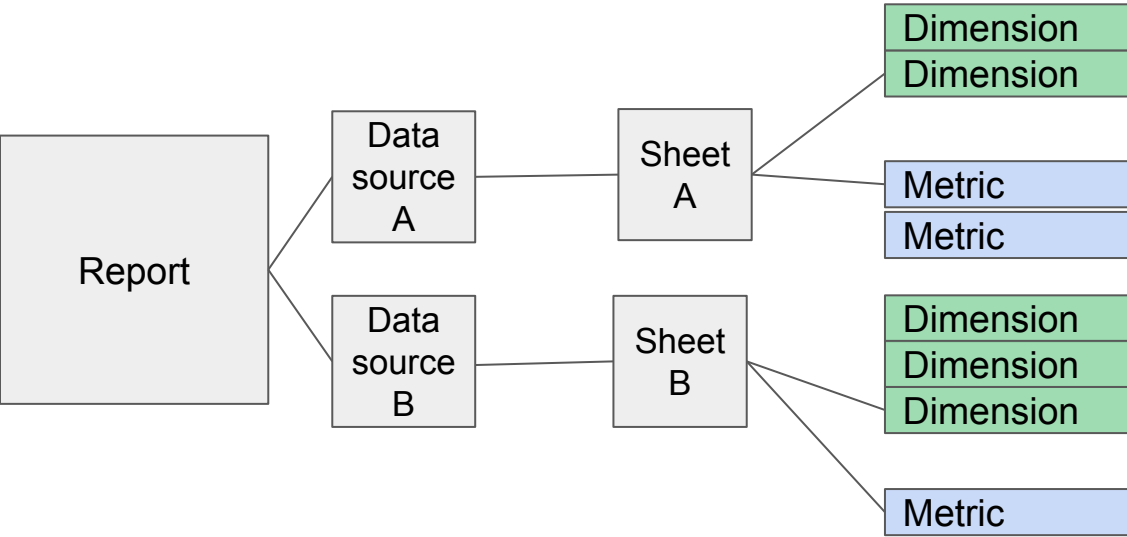 Report
Data
source
A
Data
source
B
Sheet
A
Sheet
B
Dimension
Dimension
Metric
Metric
Dimension
Dimension
Dimension
Metric